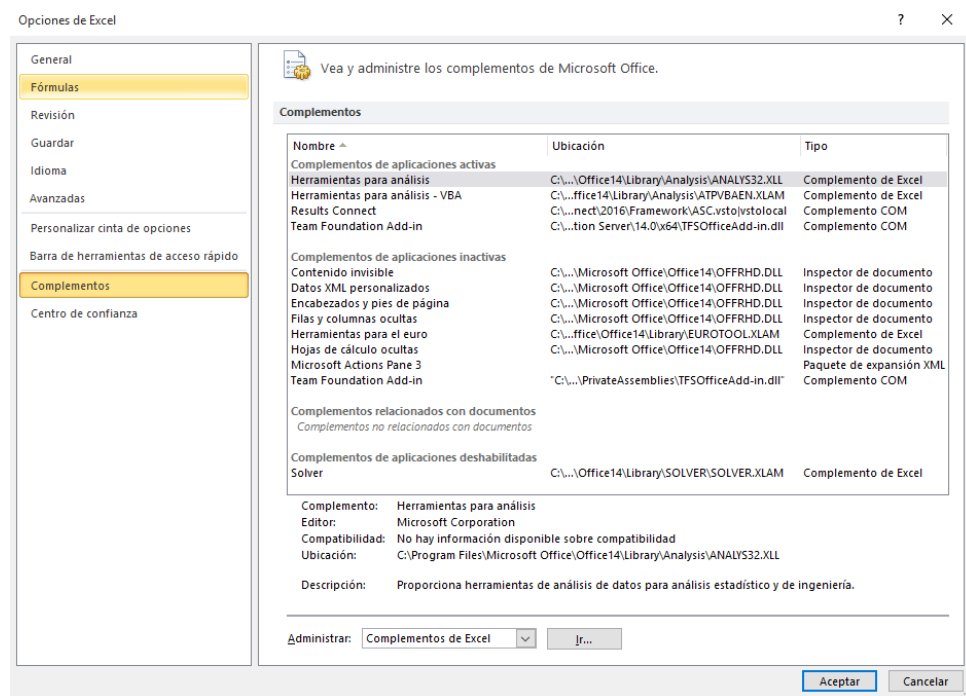 Opciones de Excel
General
Fórmulas
Revisión
Guardar
Idioma
Avanzadas
Personalizar cinta de opciones
Barra de herramientas de acceso rápido
Complementos
Centro de confianza
Vea y administre los complementos de Microsoft Office.
Complementos
Nombre Ubicación Tipo
Complementos de aplicaciones activas
Herramientas para análisis C:\...\Office14\Library\Analysis\ANALYS32.XLL Complemento de Excel
Herramientas para análisis - VBA C:\...ffice14\Library\Analysis\ATPVBAEN.XLAM Complemento de Excel
Results Connect C:\...nect\2016\Framework\ASC.vsto|vstolocal Complemento COM
Team Foundation Add-in C:\...tion Server\14.0\x64\TFSOfficeAdd-in.dll Complemento COM
Complementos de aplicaciones inactivas
Contenido invisible C:\...\Microsoft Office\Office14\OFFRHD.DLL Inspector de documento
Datos XML personalizados C:\...\Microsoft Office\Office14\OFFRHD.DLL Inspector de documento
Encabezados y pies de página C:\...\Microsoft Office\Office14\OFFRHD.DLL Inspector de documento
Filas y columnas ocultas C:\...\Microsoft Office\Office14\OFFRHD.DLL Inspector de documento
Herramientas para el euro C:\...ffice\Office14\Library\EUROTOOL.XLAM Complemento de Excel
Hojas de cálculo ocultas C:\...\Microsoft Office\Office14\OFFRHD.DLL Inspector de documento
Microsoft Actions Pane 3 Paquete de expansión XML
Team Foundation Add-in "C:\...\PrivateAssemblies\TFSOfficeAdd-in.dll" Complemento COM
Complementos relacionados con documentos
Complementos no relacionados con documentos
Complementos de aplicaciones deshabilitadas
Solver C:\...\Office14\Library\SOLVER\SOLVER.XLAM Complemento de Excel
Complemento: Herramientas para análisis
Editor: Microsoft Corporation
Compatibilidad: No hay información disponible sobre compatibilidad
Ubicación: C:\Program Files\Microsoft Office\Office14\Library\Analysis\ANALYS32.XLL
Descripción: Proporciona herramientas de análisis de datos para análisis estadístico y de ingeniería.
Administrar: Complementos de Excel Ir...
Aceptar Cancelar